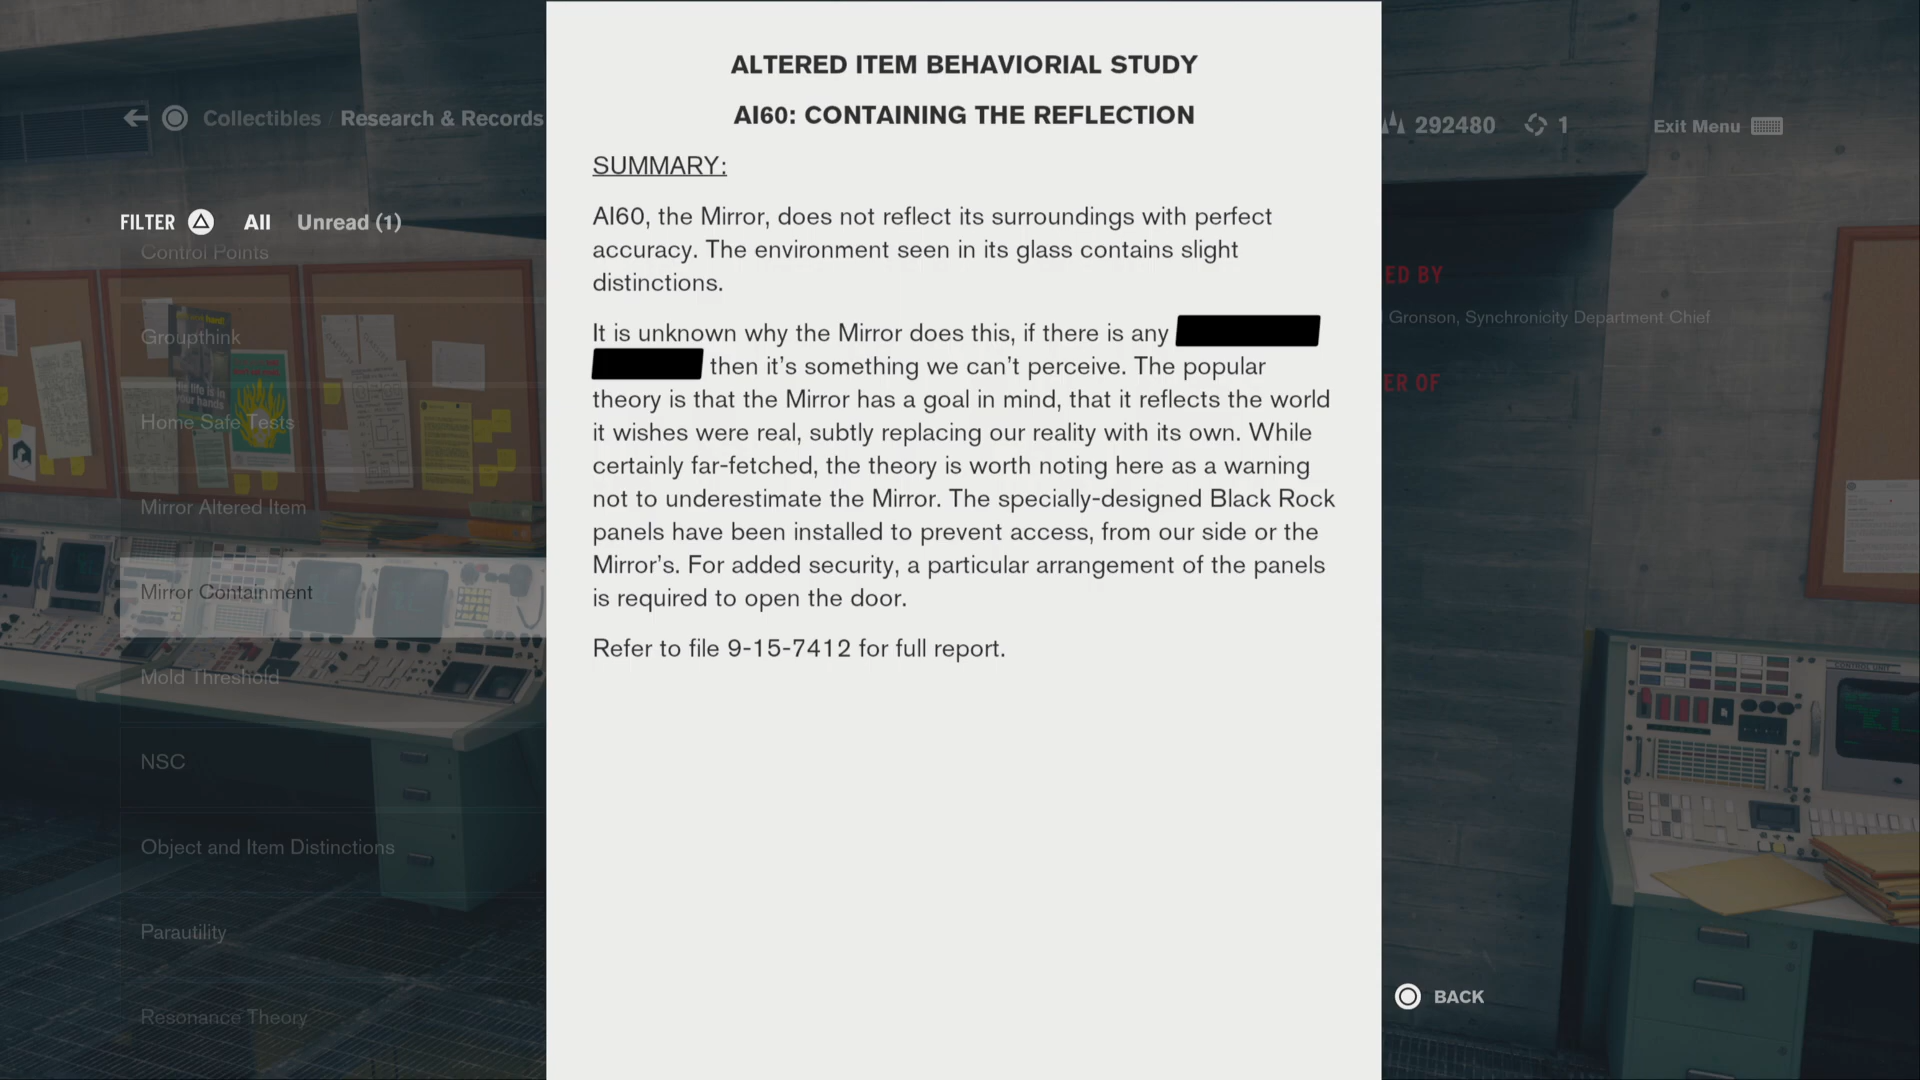 ALTERED ITEM BEHAVIORIAL STUDY
AI60: CONTAINING THE REFLECTION
SUMMARY:
AI60, the Mirror, does not reflect its surroundings with perfect
accuracy. The environment seen in its glass contains slight
distinctions.
It is unknown why the Mirror does this, if there is any
then it’s something we can’t perceive. The popular
theory is that the Mirror has a goal in mind, that it reflects the world
it wishes were real, subtly replacing our reality with its own. While
certainly far-fetched, the theory is worth noting here as a warning
not to underestimate the Mirror. The specially-designed Black Rock
panels have been installed to prevent access, from our side or the
Mirror’s. For added security, a particular arrangement of the panels
is required to open the door.
Refer to file 9-15-7412 for full report.
Collectibles / Research & Records
FILTER All Unread (1)
Control Points
Groupthink
Home Safe Tests
Mirror Altered Item
Mirror Containment
Mold Threshold
NSC
Object and Item Distinctions
Parautility
Resonance Theory
292480 1 Exit Menu
ED BY
Gronson, Synchronicity Department Chief
ER OF
BACK